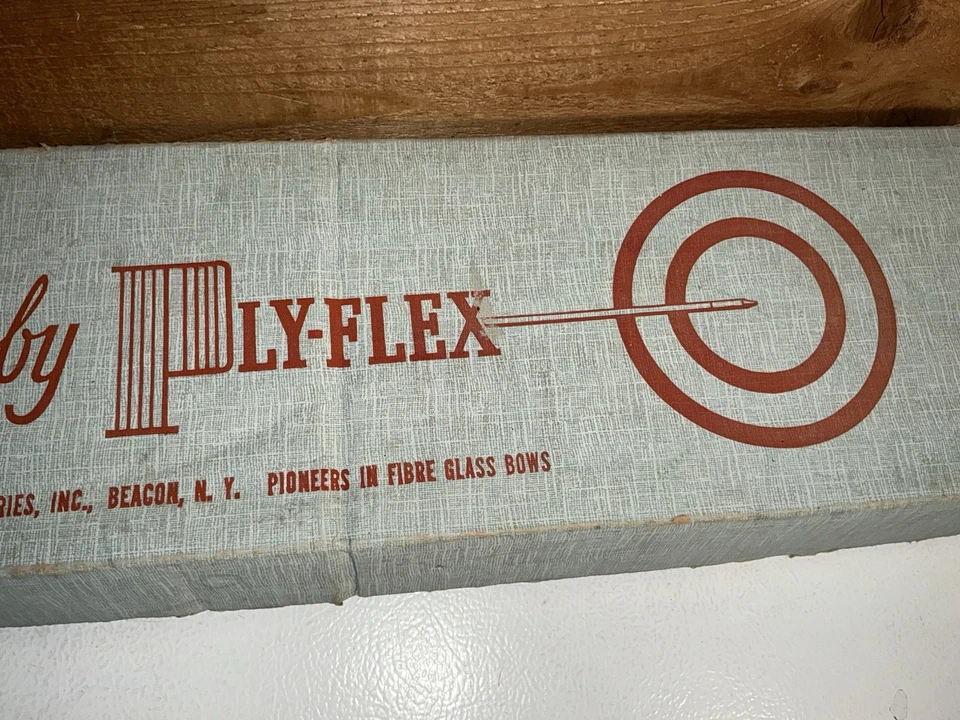 by PLY-FLEX
RIES, INC., BEACON, N. Y. PIONEERS IN FIBRE GLASS BOWS